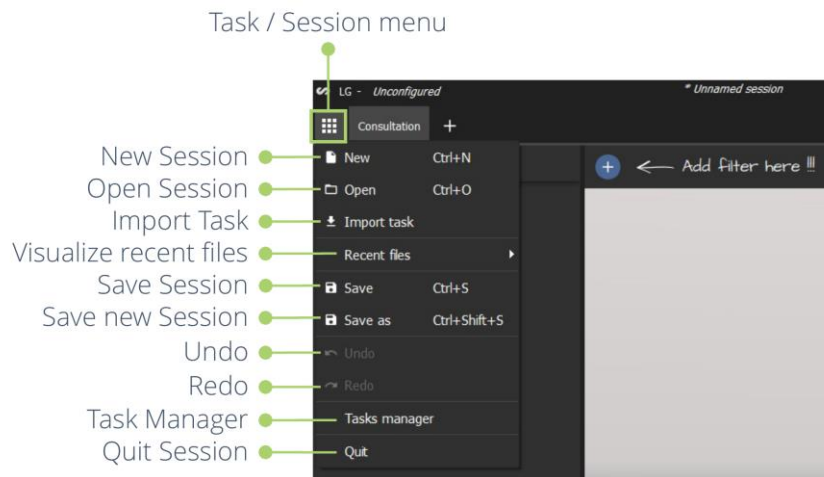 Task / Session menu
LG - Unconfigured
* Unnamed session
Consultation +
New Session
New Ctrl+N
Add filter here !!!
Open Session
Open Ctrl+O
Import Task
Import task
Visualize recent files
Recent files
Save Session
Save Ctrl+S
Save new Session
Save as Ctrl+Shift+S
Undo
Undo
Redo
Redo
Task Manager
Tasks manager
Quit Session
Quit